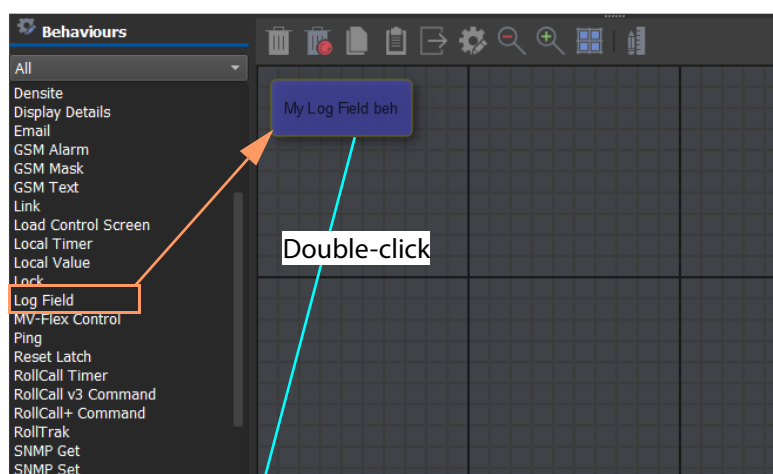 Behaviours
All
Densite
Display Details
Email
GSM Alarm
GSM Mask
GSM Text
Link
Load Control Screen
Local Timer
Local Value
Lock
Log Field
MV-Flex Control
Ping
Reset Latch
RollCall Timer
RollCall v3 Command
RollCall+ Command
RollTrak
SNMP Get
SNMP Set
My Log Field beh
Double-click